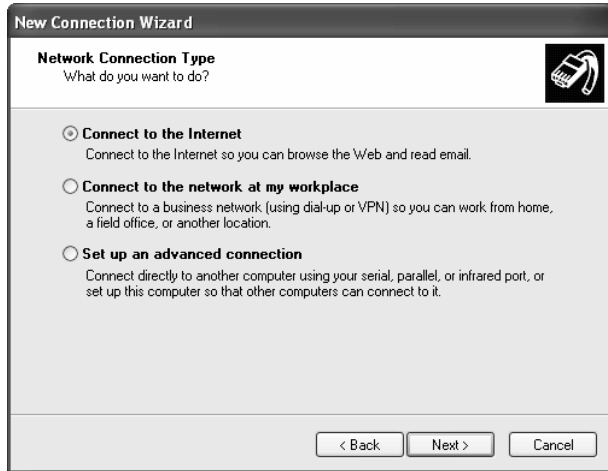 New Connection Wizard
Network Connection Type
What do you want to do?
Connect to the Internet
Connect to the Internet so you can browse the Web and read email.
Connect to the network at my workplace
Connect to a business network (using dial-up or VPN) so you can work from home,
a field office, or another location.
Set up an advanced connection
Connect directly to another computer using your serial, parallel, or infrared port, or
set up this computer so that other computers can connect to it.
< Back
Next >
Cancel